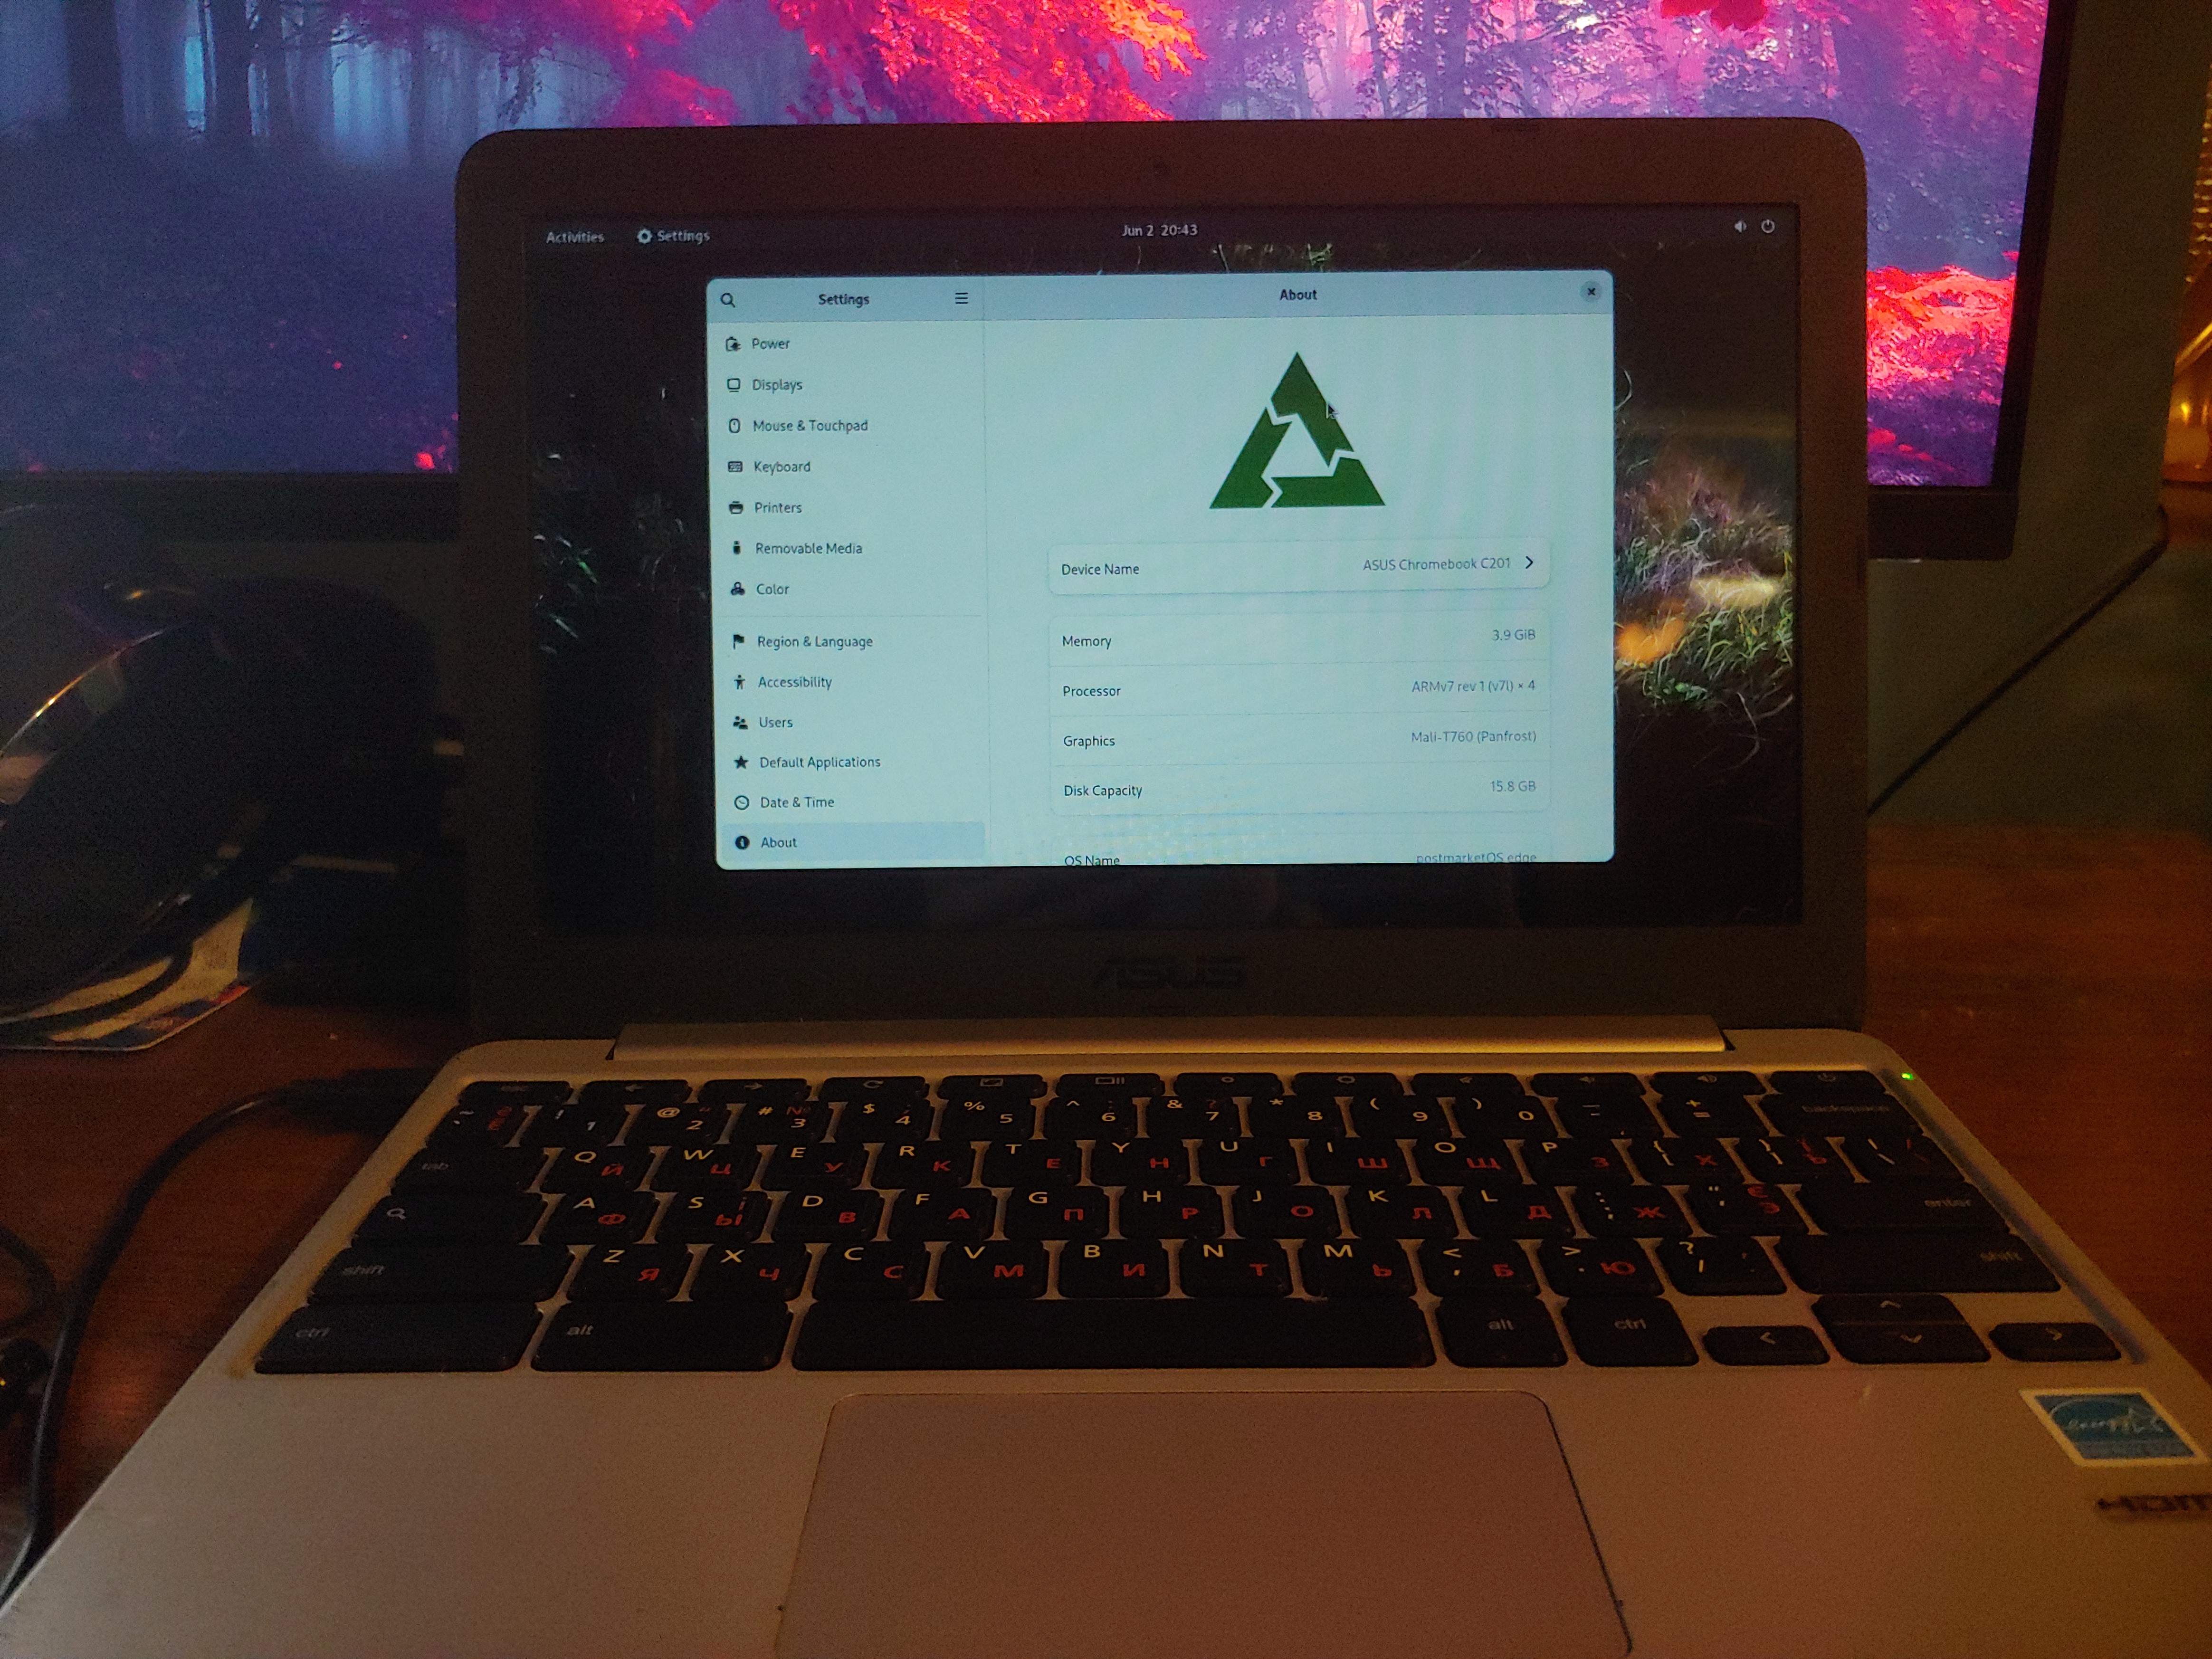 Activities Settings Jun 2 20:43
Settings
About
Power
Displays
Mouse & Touchpad
Keyboard
Printers
Removable Media
Color
Region & Language
Accessibility
Users
Default Applications
Date & Time
About
Device Name ASUS Chromebook C201
Memory 3.9 GiB
Processor ARMv7 rev 1 (v7l) × 4
Graphics Mali-T760 (Panfrost)
Disk Capacity 15.8 GB
OS Name postmarketOS edge
ASUS
esc
~ ` ! 1 @ 2 # № 3 $ 4 % 5 ^ 6 & ? 7 * 8 ( 9 ) 0 _ - + = backspace
tab Q Й W Ц E У R К T Е Y Н U Г I Ш O Щ P З { [ Х } ] Ъ | \ /
A Ф S І Ы D В F А G П H Р J О K Л L Д : ; Ж " ' Є Э enter
shift Z Я X Ч C С V М B И N Т M Ь < , Б > . Ю ? / shift
ctrl alt alt ctrl
energy
HDMI